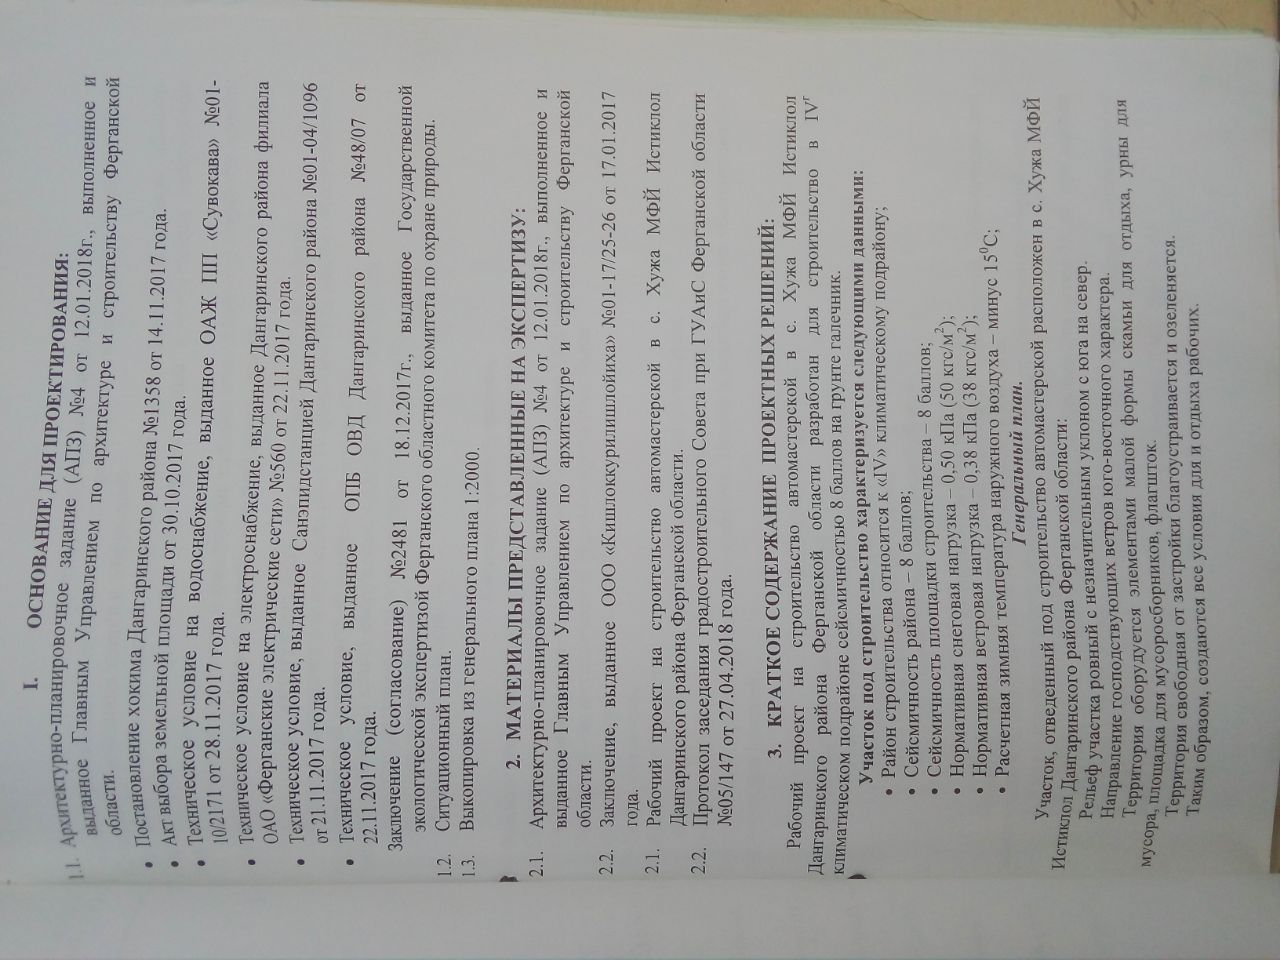 I.
ОСНОВАНИЕ ДЛЯ ПРОЕКТИРОВАНИЯ:
1.1. Архитектурно-планировочное задание (АПЗ) №4 от 12.01.2018г., выполненное и
выданное Главным Управлением по архитектуре и строительству Ферганской
области.
• Постановление хокима Дангаринского района №1358 от 14.11.2017 года.
• Акт выбора земельной площади от 30.10.2017 года.
• Техническое условие на водоснабжение, выданное ОАЖ ПП «Сувокава» №01-
10/2171 от 28.11.2017 года.
• Техническое условие на электроснабжение, выданное Дангаринского района филиала
ОАО «Ферганские электрические сети» №560 от 22.11.2017 года.
• Техническое условие, выданное Санэпидстанцией Дангаринского района №01-04/1096
от 21.11.2017 года.
• Техническое условие, выданное ОПБ ОВД Дангаринского района №48/07 от
22.11.2017 года.
Заключение (согласование) №2481 от 18.12.2017г., выданное Государственной
экологической экспертизой Ферганского областного комитета по охране природы.
1.2. Ситуационный план.
1.3. Выкопировка из генерального плана 1:2000.
2. МАТЕРИАЛЫ ПРЕДСТАВЛЕННЫЕ НА ЭКСПЕРТИЗУ:
2.1. Архитектурно-планировочное задание (АПЗ) №4 от 12.01.2018г., выполненное и
выданное Главным Управлением по архитектуре и строительству Ферганской
области.
2.2. Заключение, выданное ООО «Кишлоккурилишлойиха» №01-17/25-26 от 17.01.2017
года.
2.1. Рабочий проект на строительство автомастерской в с. Хужа МФЙ Истиклол
Дангаринского района Ферганской области.
2.2. Протокол заседания градостроительного Совета при ГУАиС Ферганской области
№05/147 от 27.04.2018 года.
3. КРАТКОЕ СОДЕРЖАНИЕ ПРОЕКТНЫХ РЕШЕНИЙ:
Рабочий проект на строительство автомастерской в с. Хужа МФЙ Истиклол
Дангаринского района Ферганской области разработан для строительство в IVг
климатическом подрайоне сейсмичностью 8 баллов на грунте галечник.
Участок под строительство характеризуется следующими данными:
• Район строительства относится к «IV» климатическому подрайону;
• Сейсмичность района – 8 баллов;
• Сейсмичность площадки строительства – 8 баллов;
• Нормативная снеговая нагрузка – 0,50 кПа (50 кгс/м²);
• Нормативная ветровая нагрузка – 0,38 кПа (38 кгс/м²);
• Расчетная зимняя температура наружного воздуха – минус 15⁰С;
Генеральный план.
Участок, отведенный под строительство автомастерской расположен в с. Хужа МФЙ
Истиклол Дангаринского района Ферганской области:
Рельеф участка ровный с незначительным уклоном с юга на север.
Направление господствующих ветров юго-восточного характера.
Территория оборудуется элементами малой формы скамьи для отдыха, урны для
мусора, площадка для мусоросборников, флагшток.
Территория свободная от застройки благоустраивается и озеленяется.
Таким образом, создаются все условия для и отдыха рабочих.